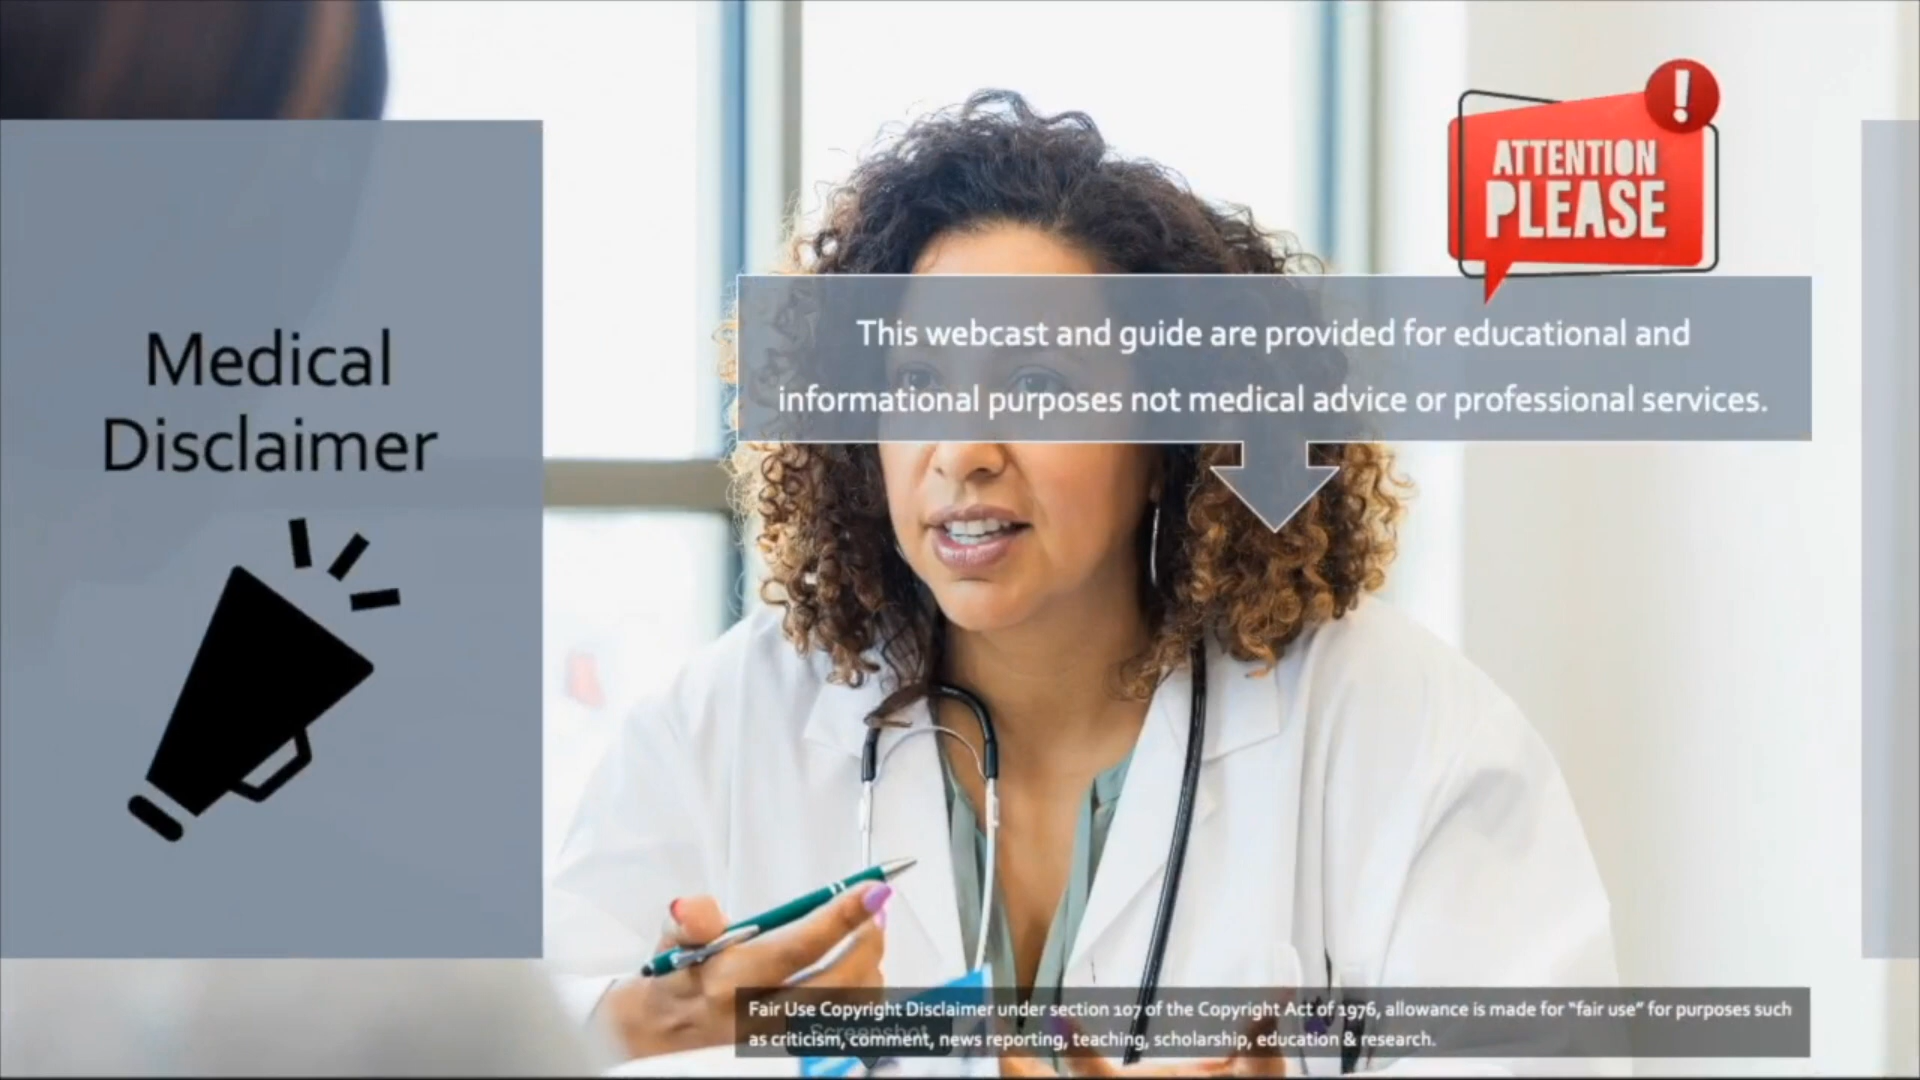 Medical
Disclaimer
!
ATTENTION
PLEASE
This webcast and guide are provided for educational and
informational purposes not medical advice or professional services.
Fair Use Copyright Disclaimer under section 107 of the Copyright Act of 1976, allowance is made for “fair use” for purposes such
as criticism, comment, news reporting, teaching, scholarship, education & research.
Screenshot